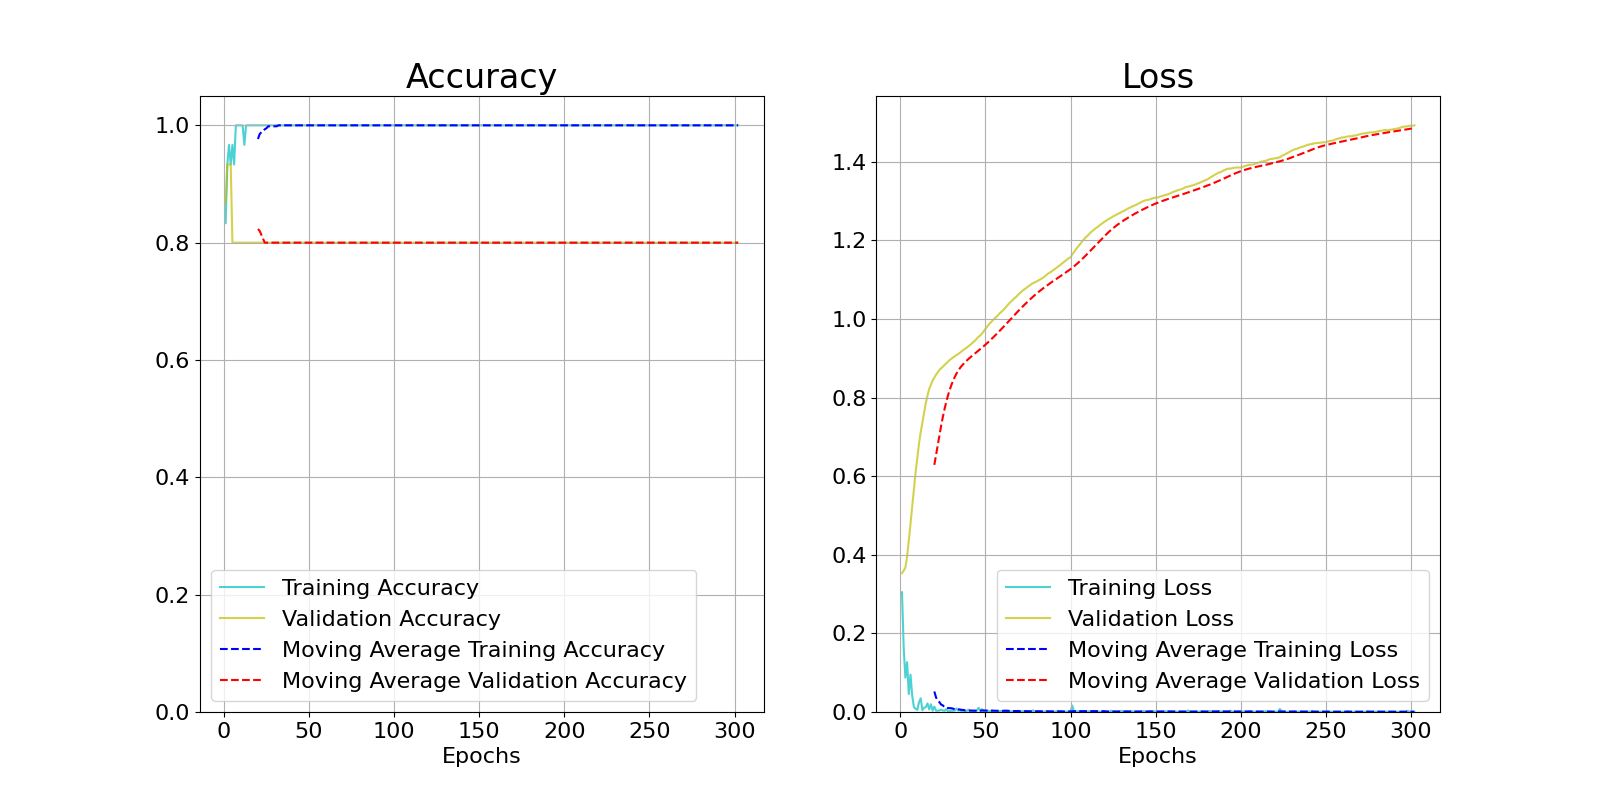 Accuracy
1.0
0.8
0.6
0.4
0.2
0.0
0 50 100 150 200 250 300
Epochs
Training Accuracy
Validation Accuracy
Moving Average Training Accuracy
Moving Average Validation Accuracy
Loss
1.4
1.2
1.0
0.8
0.6
0.4
0.2
0.0
0 50 100 150 200 250 300
Epochs
Training Loss
Validation Loss
Moving Average Training Loss
Moving Average Validation Loss